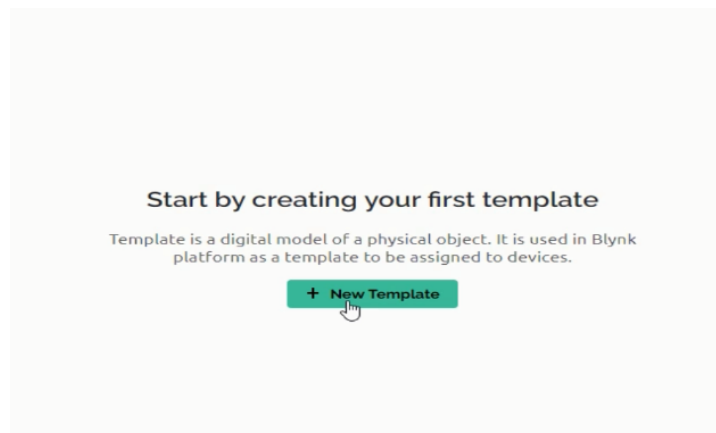 Start by creating your first template
Template is a digital model of a physical object. It is used in Blynk
platform as a template to be assigned to devices.
+ New Template